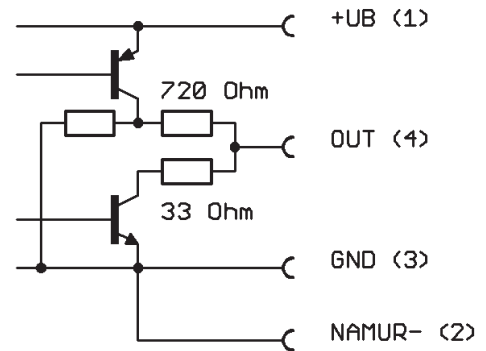 +UB (1)
720 Ohm
OUT (4)
33 Ohm
GND (3)
NAMUR- (2)